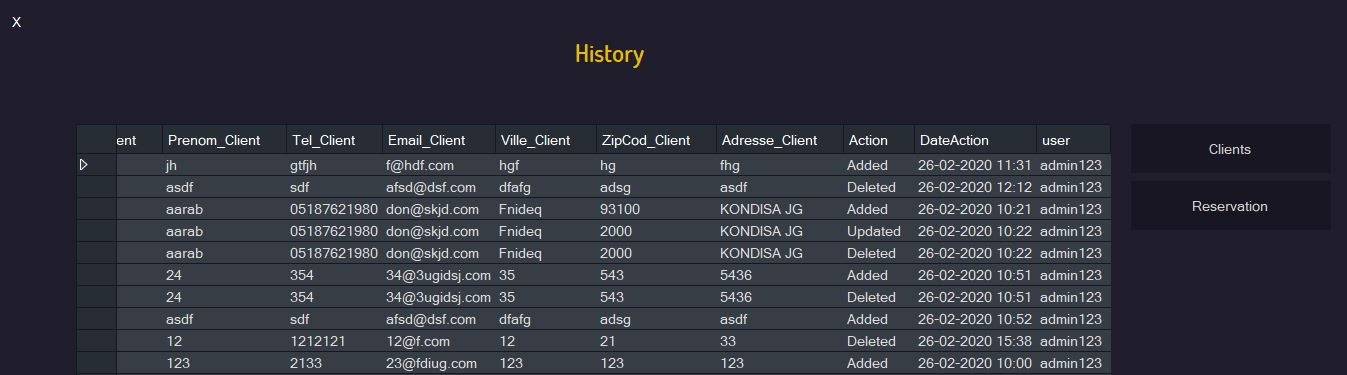 X
History
ent Prenom_Client Tel_Client Email_Client Ville_Client ZipCod_Client Adresse_Client Action DateAction user
jh gtfjh f@hdf.com hgf hg fhg Added 26-02-2020 11:31 admin123
asdf sdf afsd@dsf.com dfafg adsg asdf Deleted 26-02-2020 12:12 admin123
aarab 05187621980 don@skjd.com Fnideq 93100 KONDISA JG Added 26-02-2020 10:21 admin123
aarab 05187621980 don@skjd.com Fnideq 2000 KONDISA JG Updated 26-02-2020 10:22 admin123
aarab 05187621980 don@skjd.com Fnideq 2000 KONDISA JG Deleted 26-02-2020 10:22 admin123
24 354 34@3ugidsj.com 35 543 5436 Added 26-02-2020 10:51 admin123
24 354 34@3ugidsj.com 35 543 5436 Deleted 26-02-2020 10:51 admin123
asdf sdf afsd@dsf.com dfafg adsg asdf Added 26-02-2020 10:52 admin123
12 1212121 12@f.com 12 21 33 Deleted 26-02-2020 15:38 admin123
123 2133 23@fdiug.com 123 123 123 Added 26-02-2020 10:00 admin123
Clients
Reservation